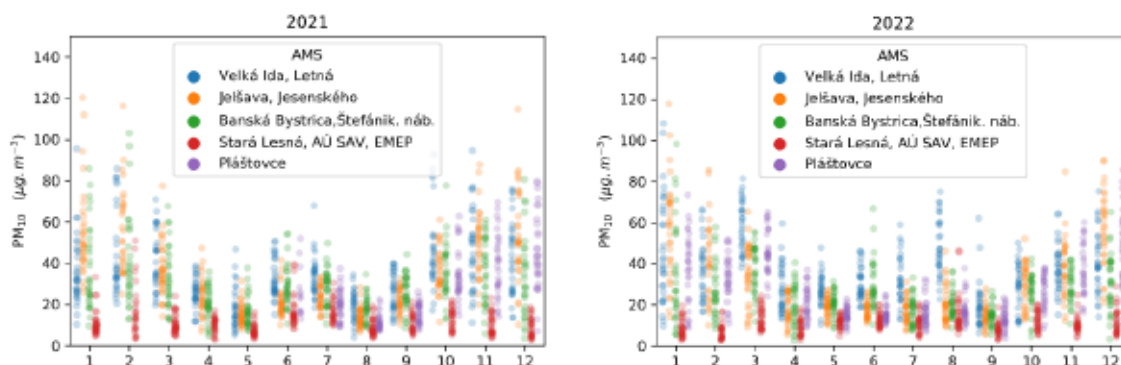 2021
140
120
100
80
60
40
20
0
PM10 (μg. m−3)
AMS
Velká Ida, Letná
Jelšava, Jesenského
Banská Bystrica,Štefánik. náb.
Stará Lesná, AÚ SAV, EMEP
Pláštovce
1 2 3 4 5 6 7 8 9 10 11 12
2022
140
120
100
80
60
40
20
0
PM10 (μg. m−3)
AMS
Velká Ida, Letná
Jelšava, Jesenského
Banská Bystrica,Štefánik. náb.
Stará Lesná, AÚ SAV, EMEP
Pláštovce
1 2 3 4 5 6 7 8 9 10 11 12